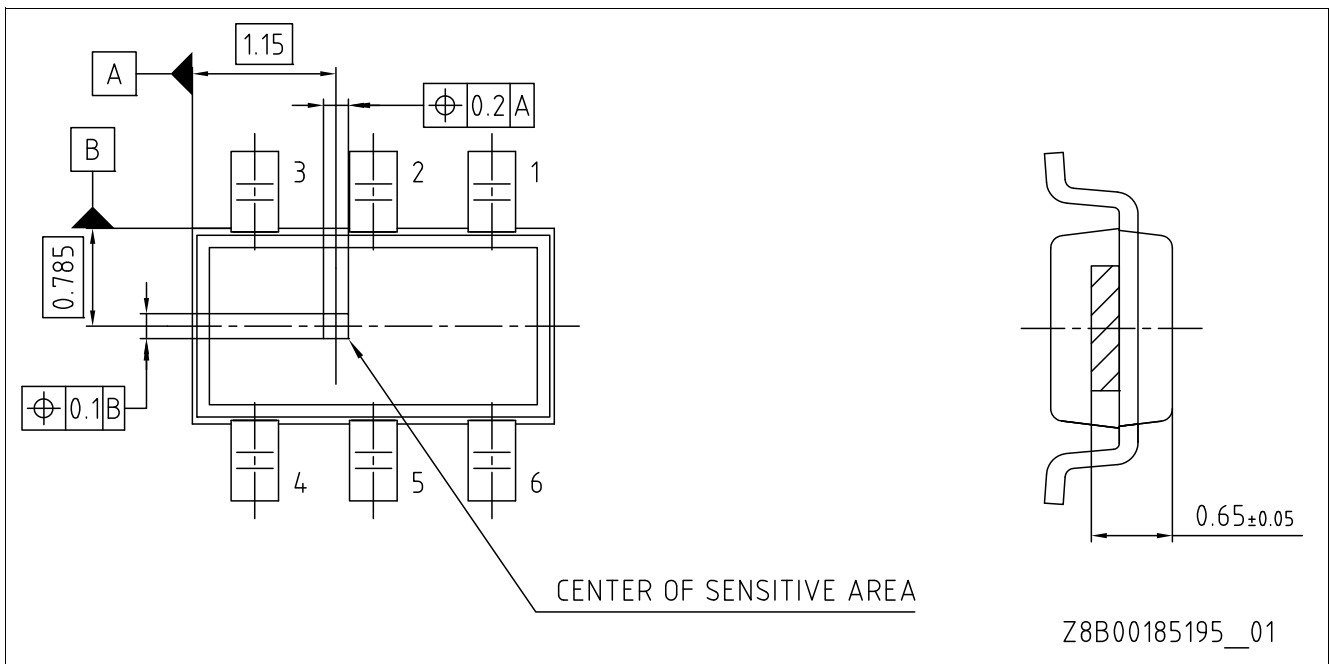 1.15
A
⌖ 0.2 A
B
3 2 1
0.785
⌖ 0.1 B
4 5 6
0.65±0.05
CENTER OF SENSITIVE AREA
Z8B00185195__01